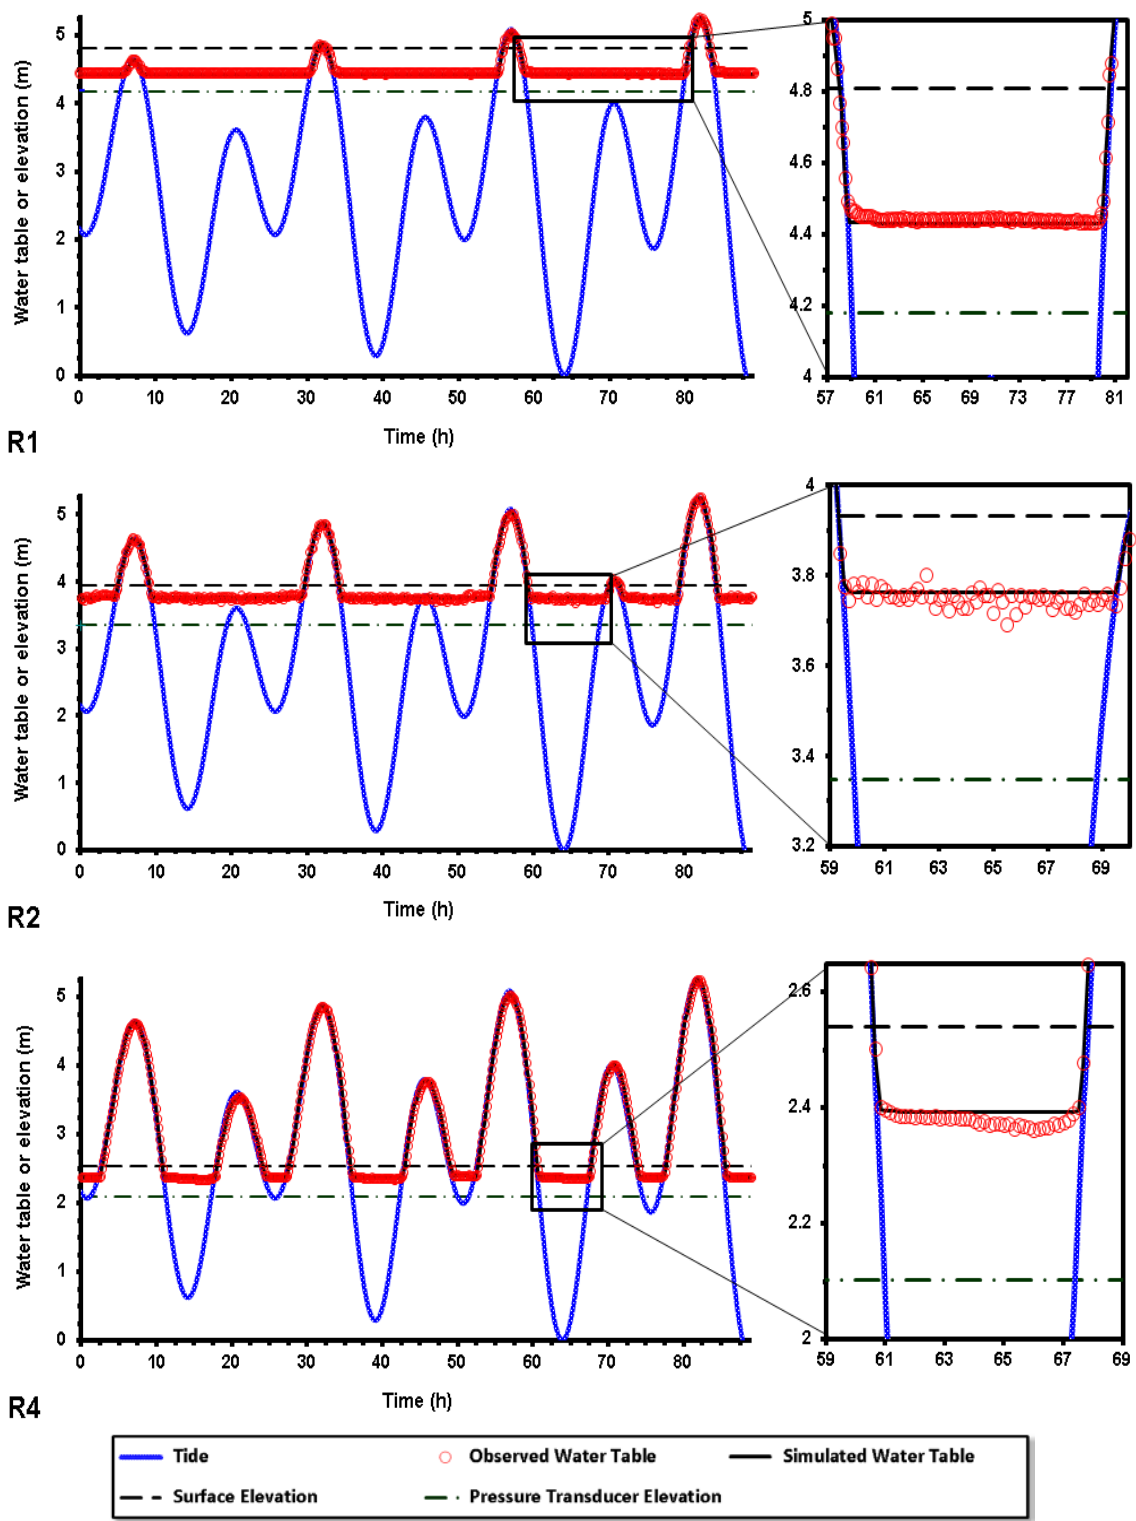 Water table or elevation (m)
5
4
3
2
1
0
0 10 20 30 40 50 60 70 80
Time (h)
R1
5
4.8
4.6
4.4
4.2
4
57 61 65 69 73 77 81
Water table or elevation (m)
5
4
3
2
1
0
0 10 20 30 40 50 60 70 80
Time (h)
R2
4
3.8
3.6
3.4
3.2
59 61 63 65 67 69
Water table or elevation (m)
5
4
3
2
1
0
0 10 20 30 40 50 60 70 80
Time (h)
R4
2.6
2.4
2.2
2
59 61 63 65 67 69
Tide Observed Water Table Simulated Water Table
Surface Elevation Pressure Transducer Elevation